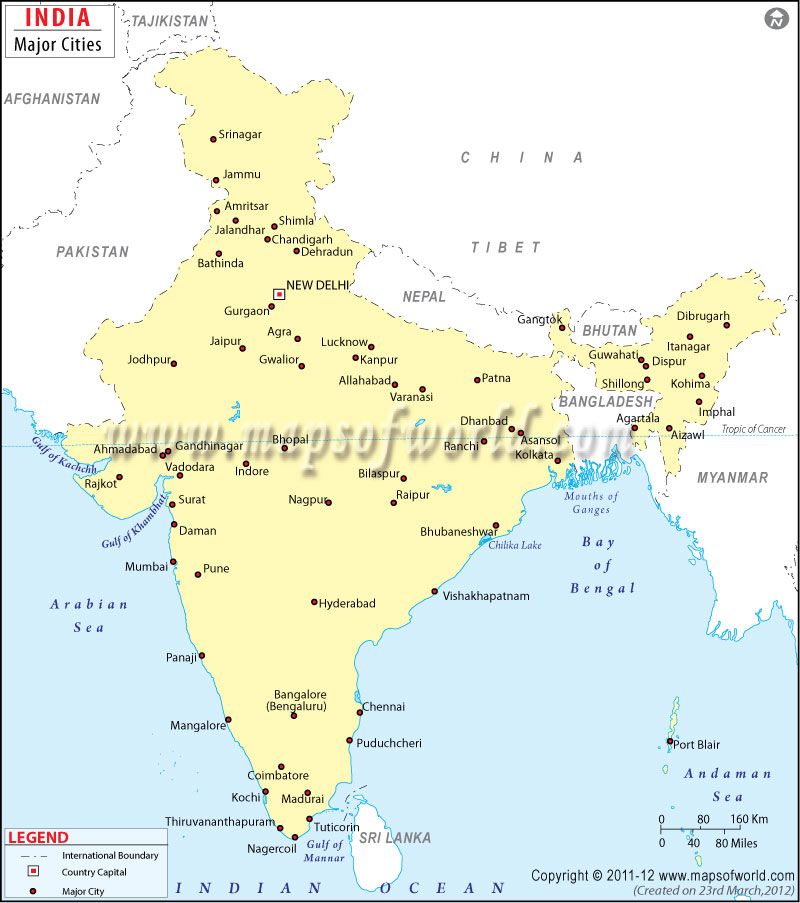 INDIA
Major Cities
N
TAJIKISTAN
AFGHANISTAN
Srinagar
C H I N A
Jammu
Amritsar
Jalandhar
Shimla
Chandigarh
PAKISTAN
Dehradun
TIBET
Bathinda
NEW DELHI
NEPAL
Gurgaon
Gangtok
Dibrugarh
BHUTAN
Agra
Jaipur
Lucknow
Itanagar
Jodhpur
Gwalior
Kanpur
Guwahati
Dispur
Allahabad
Patna
Shillong
Kohima
Varanasi
BANGLADESH
Imphal
Dhanbad
Agartala
www.mapsofworld.com
Tropic of Cancer
Gulf of Kachchh
Ahmadabad
Gandhinagar
Bhopal
Ranchi
Asansol
Aizawl
Kolkata
Vadodara
Indore
Rajkot
Bilaspur
MYANMAR
Surat
Nagpur
Raipur
Mouths of
Ganges
Gulf of Khambhat
Daman
Bhubaneshwar
Chilika Lake
Bay
of
Bengal
Mumbai
Pune
Arabian
Sea
Hyderabad
Vishakhapatnam
Panaji
Bangalore
(Bengaluru)
Chennai
Mangalore
Puduchcheri
Port Blair
Coimbatore
Andaman
Sea
Kochi
Madurai
Thiruvananthapuram
Tuticorin
SRI LANKA
Nagercoil
Gulf of
Mannar
0 80 160 Km
0 40 80 Miles
LEGEND
International Boundary
Country Capital
Major City
INDIAN OCEAN
Copyright © 2011-12 www.mapsofworld.com
(Created on 23rd March,2012)